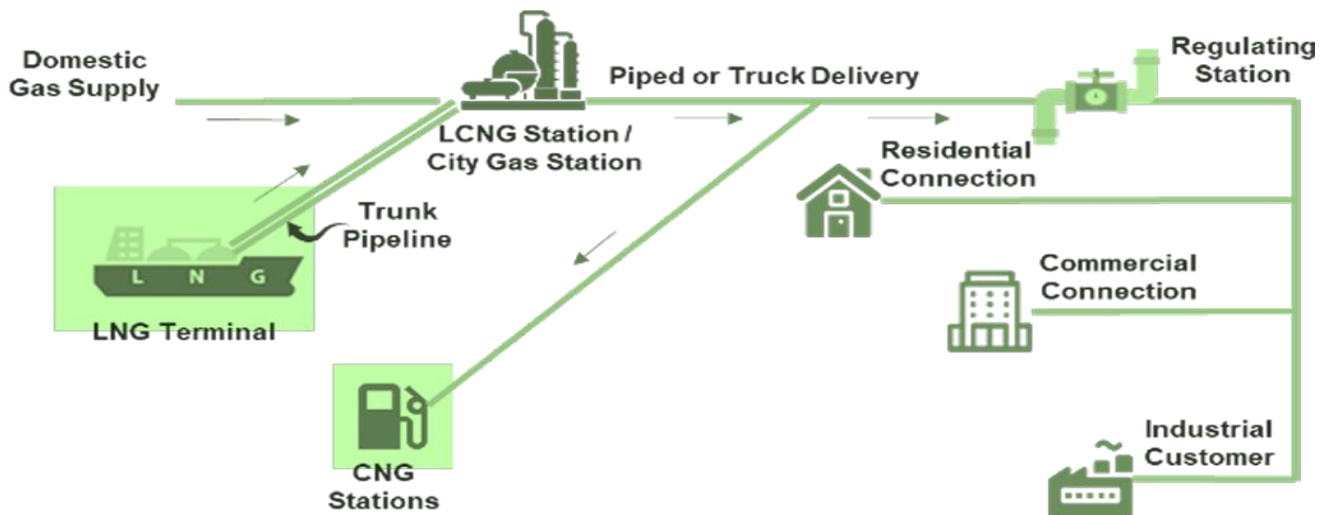 Domestic
Gas Supply
LCNG Station /
City Gas Station
Piped or Truck Delivery
Regulating
Station
Residential
Connection
Trunk
Pipeline
L N G
LNG Terminal
Commercial
Connection
CNG
Stations
Industrial
Customer